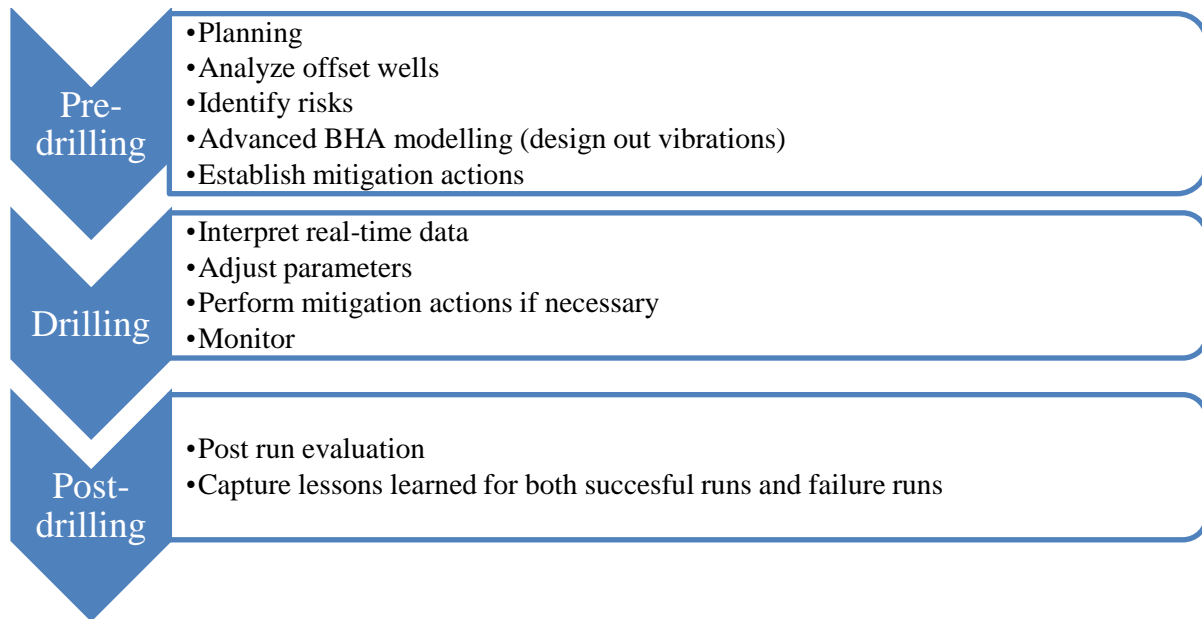 Pre-
drilling
•Planning
•Analyze offset wells
•Identify risks
•Advanced BHA modelling (design out vibrations)
•Establish mitigation actions
Drilling
•Interpret real-time data
•Adjust parameters
•Perform mitigation actions if necessary
•Monitor
Post-
drilling
•Post run evaluation
•Capture lessons learned for both succesful runs and failure runs